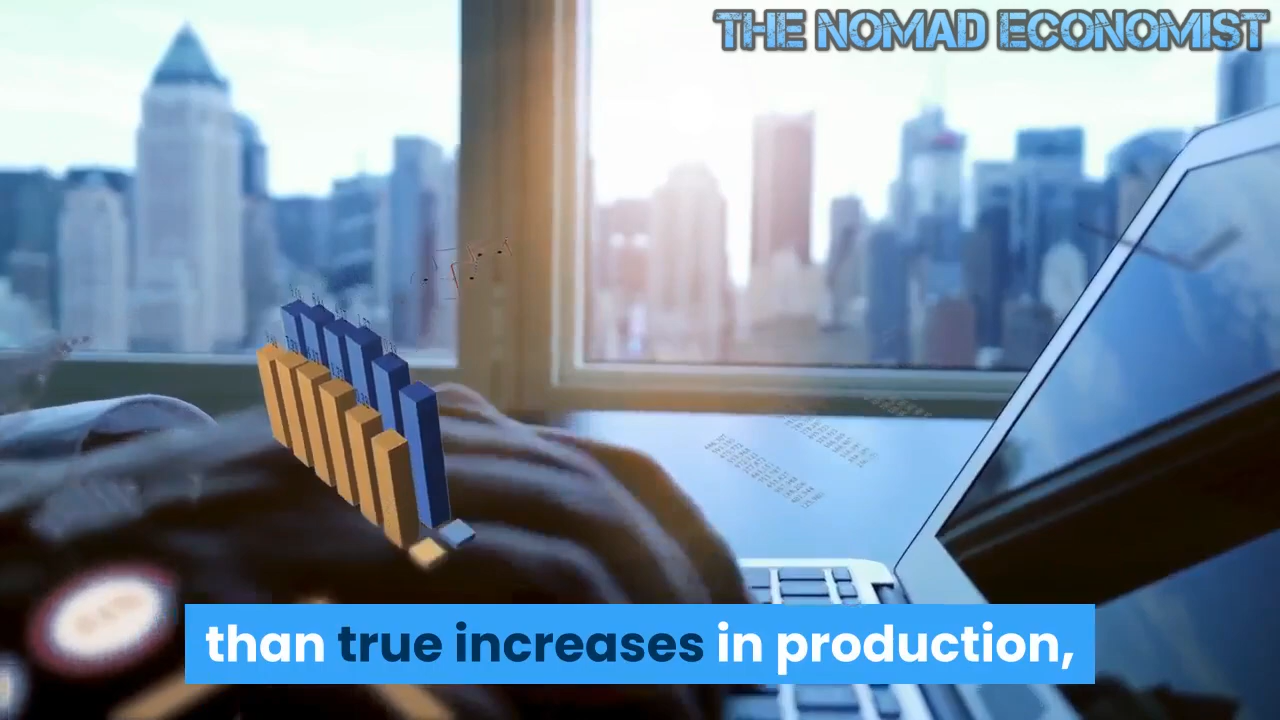 THE NOMAD ECONOMIST
than true increases in production,